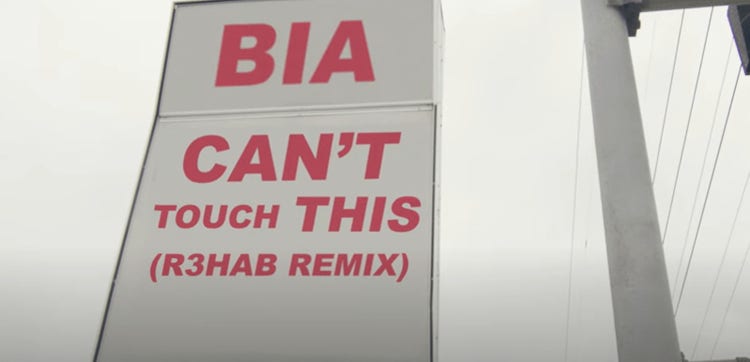 BIA
CAN'T
TOUCH THIS
(R3HAB REMIX)